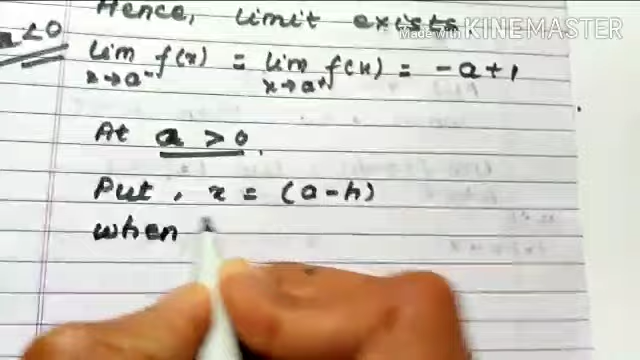 Hence, limit exists.
Made with KINEMASTER
a<0
lim f(x) = lim f(x) = -a+1
x→a⁻ x→a⁺
At a > 0.
Put, x = (a-h)
when